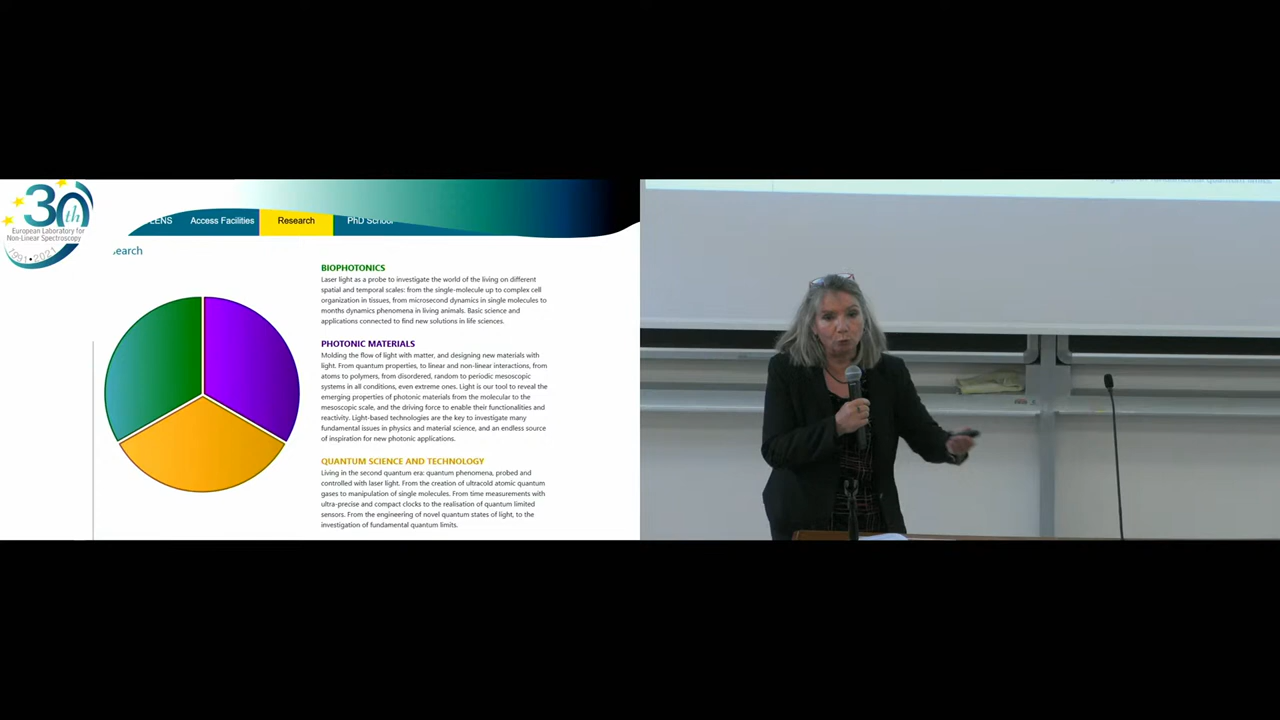 30th
European Laboratory for
Non-Linear Spectroscopy
1991•2021
LENS
Access Facilities
Research
PhD School
search
BIOPHOTONICS
Laser light as a probe to investigate the world of the living on different
spatial and temporal scales: from the single-molecule up to complex cell
organization in tissues, from microsecond dynamics in single molecules to
months dynamics phenomena in living animals. Basic science and
applications connected to find new solutions in life sciences.
PHOTONIC MATERIALS
Molding the flow of light with matter, and designing new materials with
light. From quantum properties, to linear and non-linear interactions, from
atoms to polymers, from disordered, random to periodic mesoscopic
systems in all conditions, even extreme ones. Light is our tool to reveal the
emerging properties of photonic materials from the molecular to the
mesoscopic scale, and the driving force to enable their functionalities and
reactivity. Light-based technologies are the key to investigate many
fundamental issues in physics and material science, and an endless source
of inspiration for new photonic applications.
QUANTUM SCIENCE AND TECHNOLOGY
Living in the second quantum era: quantum phenomena, probed and
controlled with laser light. From the creation of ultracold atomic quantum
gases to manipulation of single molecules. From time measurements with
ultra-precise and compact clocks to the realisation of quantum limited
sensors. From the engineering of novel quantum states of light, to the
investigation of fundamental quantum limits.